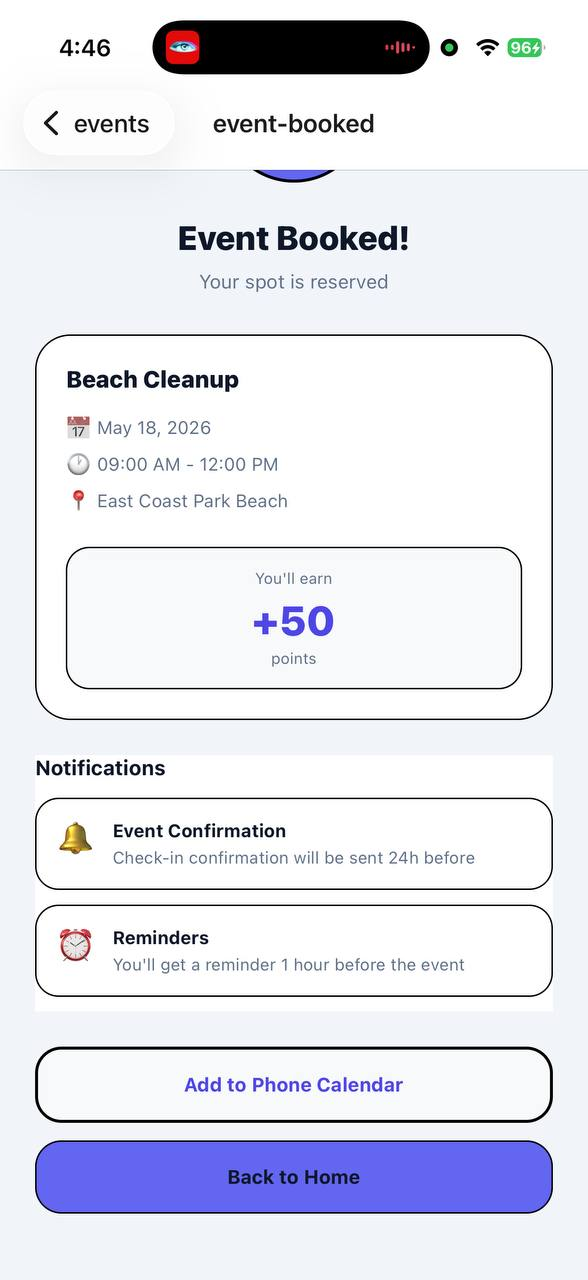 4:46
96
events
event-booked
Event Booked!
Your spot is reserved
Beach Cleanup
17
May 18, 2026
09:00 AM - 12:00 PM
East Coast Park Beach
You'll earn
+50
points
Notifications
Event Confirmation
Check-in confirmation will be sent 24h before
Reminders
You'll get a reminder 1 hour before the event
Add to Phone Calendar
Back to Home